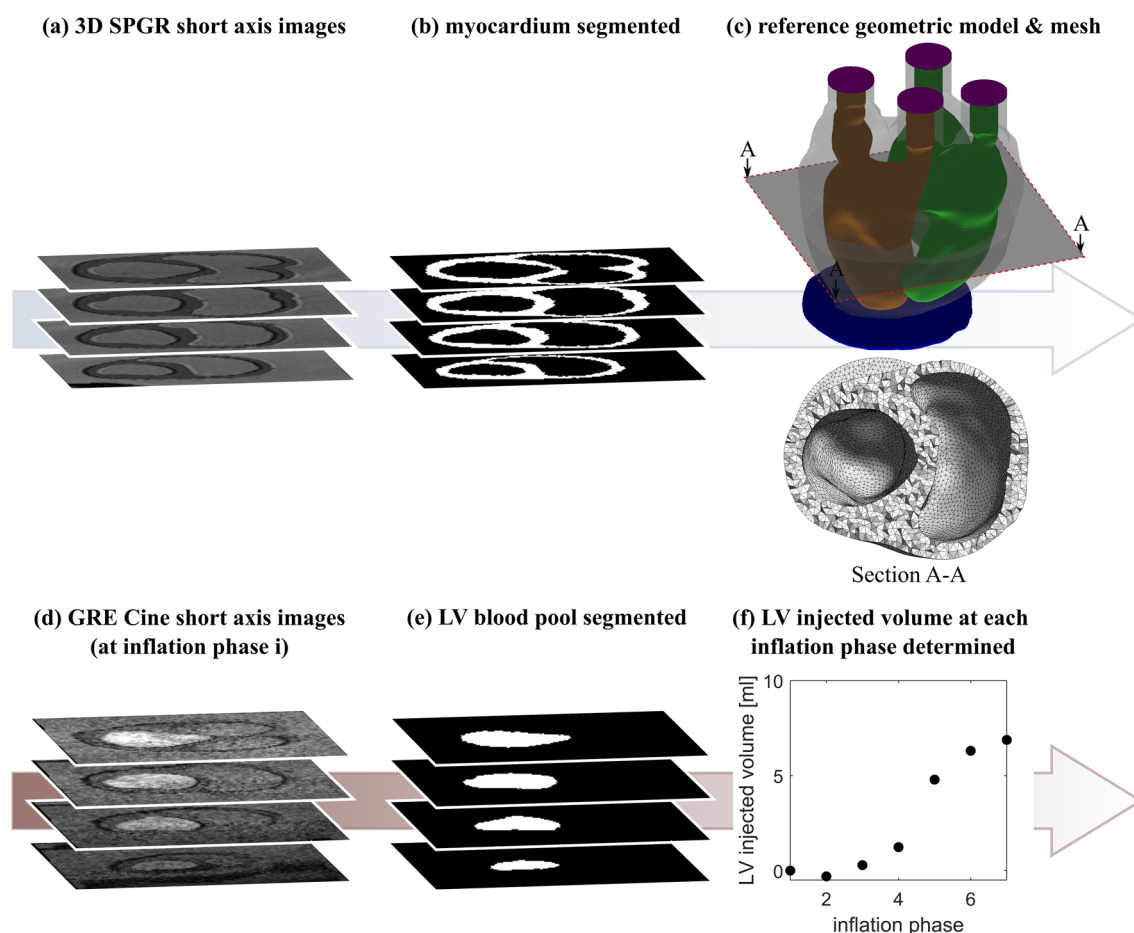 (a) 3D SPGR short axis images
(b) myocardium segmented
(c) reference geometric model & mesh
A
A
A
Section A-A
(d) GRE Cine short axis images
(at inflation phase i)
(e) LV blood pool segmented
(f) LV injected volume at each
inflation phase determined
LV injected volume [ml]
10
5
0
2
4
6
inflation phase